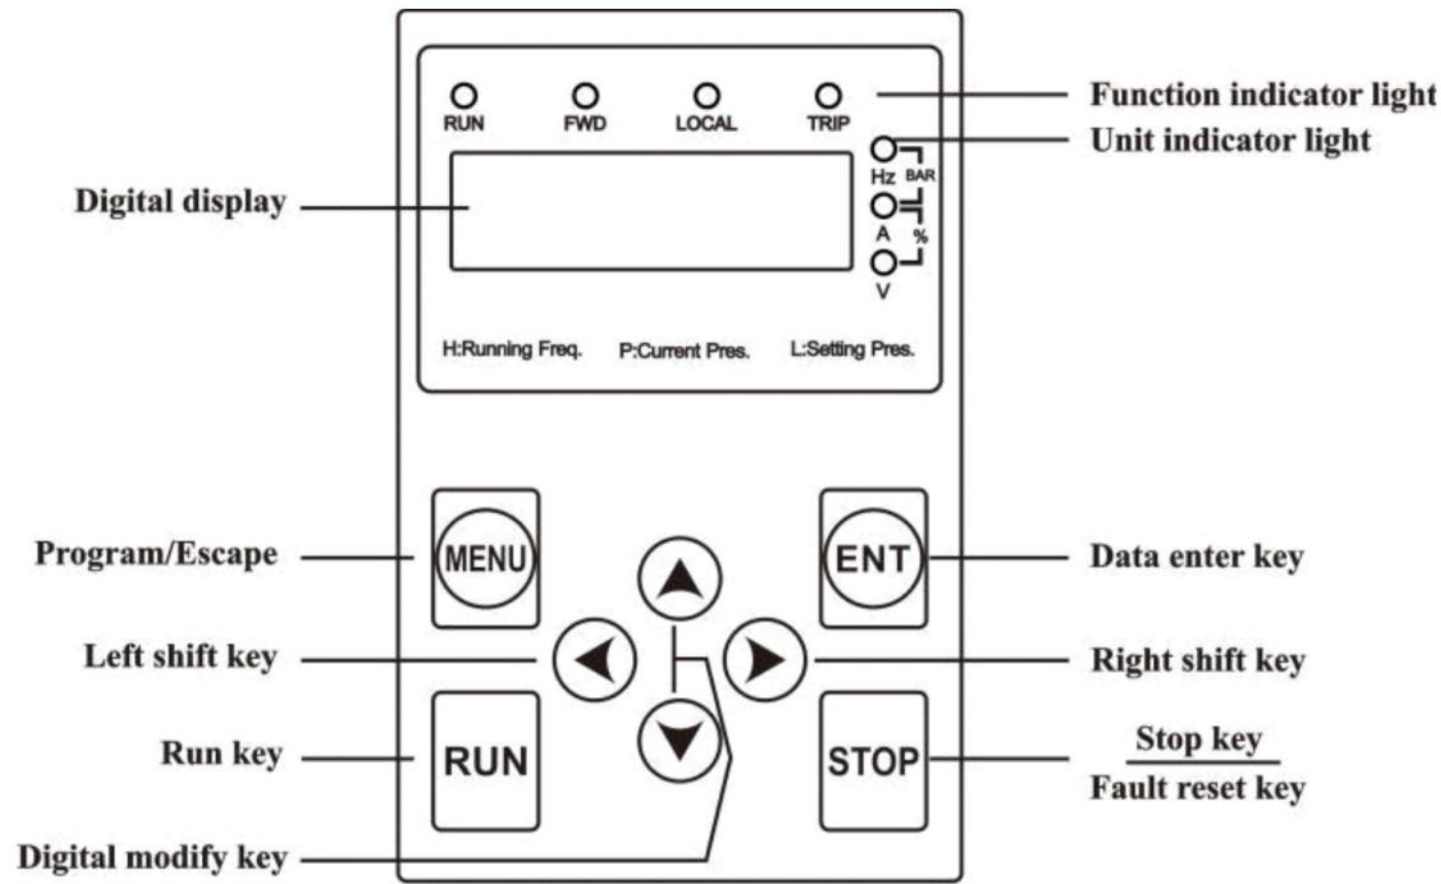 RUN FWD LOCAL TRIP
Function indicator light
Unit indicator light
Hz BAR
Digital display
A %
V
H:Running Freq. P:Current Pres. L:Setting Pres.
Program/Escape
MENU
ENT
Data enter key
Left shift key
Right shift key
Run key
RUN
STOP
Stop key
Fault reset key
Digital modify key